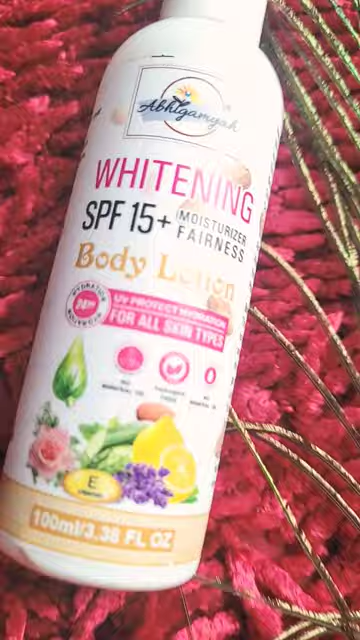 Abhigamyah
WHITENING
SPF 15+ MOISTURIZER
FAIRNESS
Body Lotion
UV PROTECT HYDRATION
FOR ALL SKIN TYPES
E
100ml/3.38 FL OZ